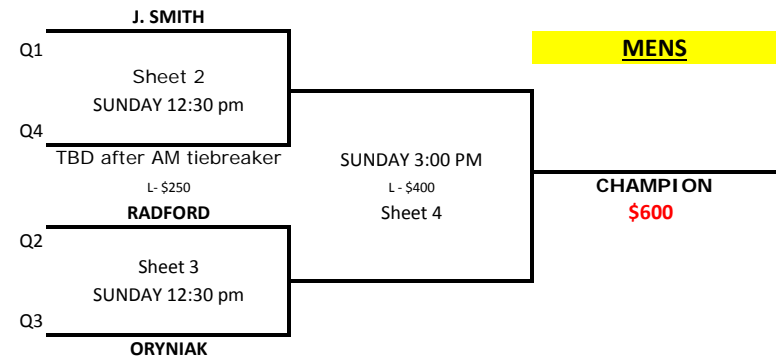 J. SMITH
Q1
MENS
Sheet 2
SUNDAY 12:30 pm
Q4
TBD after AM tiebreaker
SUNDAY 3:00 PM
L- $250
L - $400
CHAMPION
RADFORD
Sheet 4
$600
Q2
Sheet 3
SUNDAY 12:30 pm
Q3
ORYNIAK